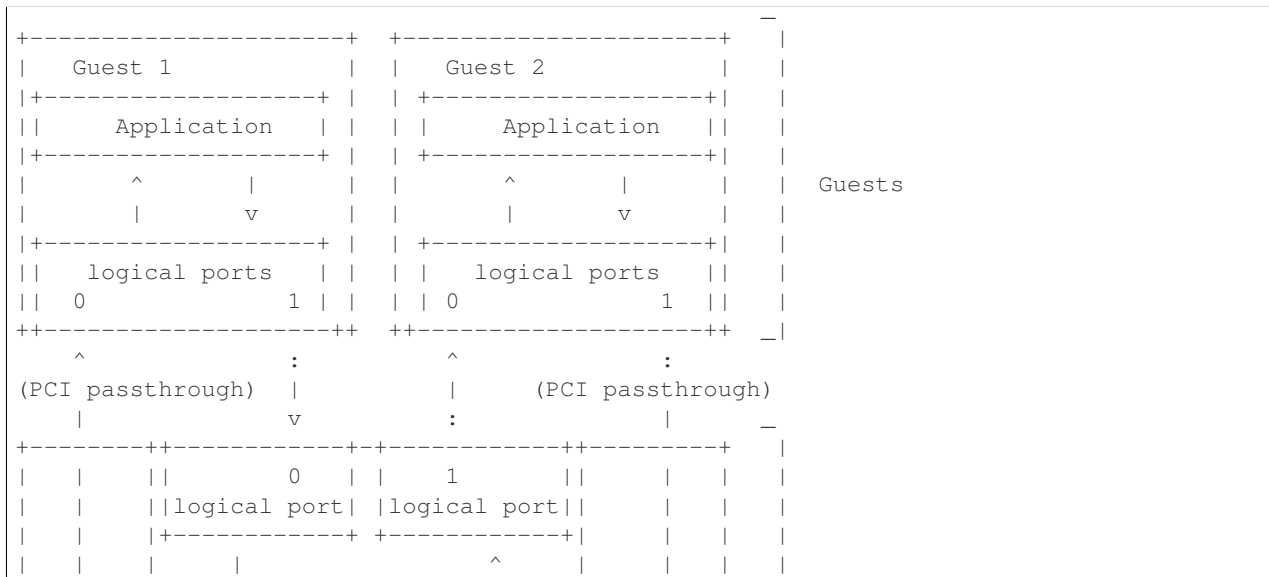 _
+----------------------+  +----------------------+   |
|   Guest 1            |  |   Guest 2            |   |
|+-------------------+ |  | +-------------------+|   |
||     Application   | |  | |     Application   ||   |
|+-------------------+ |  | +-------------------+|   |
|       ^       |      |  |       ^       |      |   |  Guests
|       |       v      |  |       |       v      |   |
|+-------------------+ |  | +-------------------+|   |
||   logical ports   | |  | |   logical ports   ||   |
||  0              1 | |  | | 0              1  ||   |
++--------------------++  ++--------------------++  _|
    ^              :          ^              :
(PCI passthrough)  |          |     (PCI passthrough)
    |              v          :              |      _
+--------++------------+-+------------++---------+   |
|   |    ||        0   | |   1        ||     |   |   |
|   |    ||logical port| |logical port||     |   |   |
|   |    |+------------+ +------------+|     |   |   |
|   |    |     |                 ^     |     |   |   |